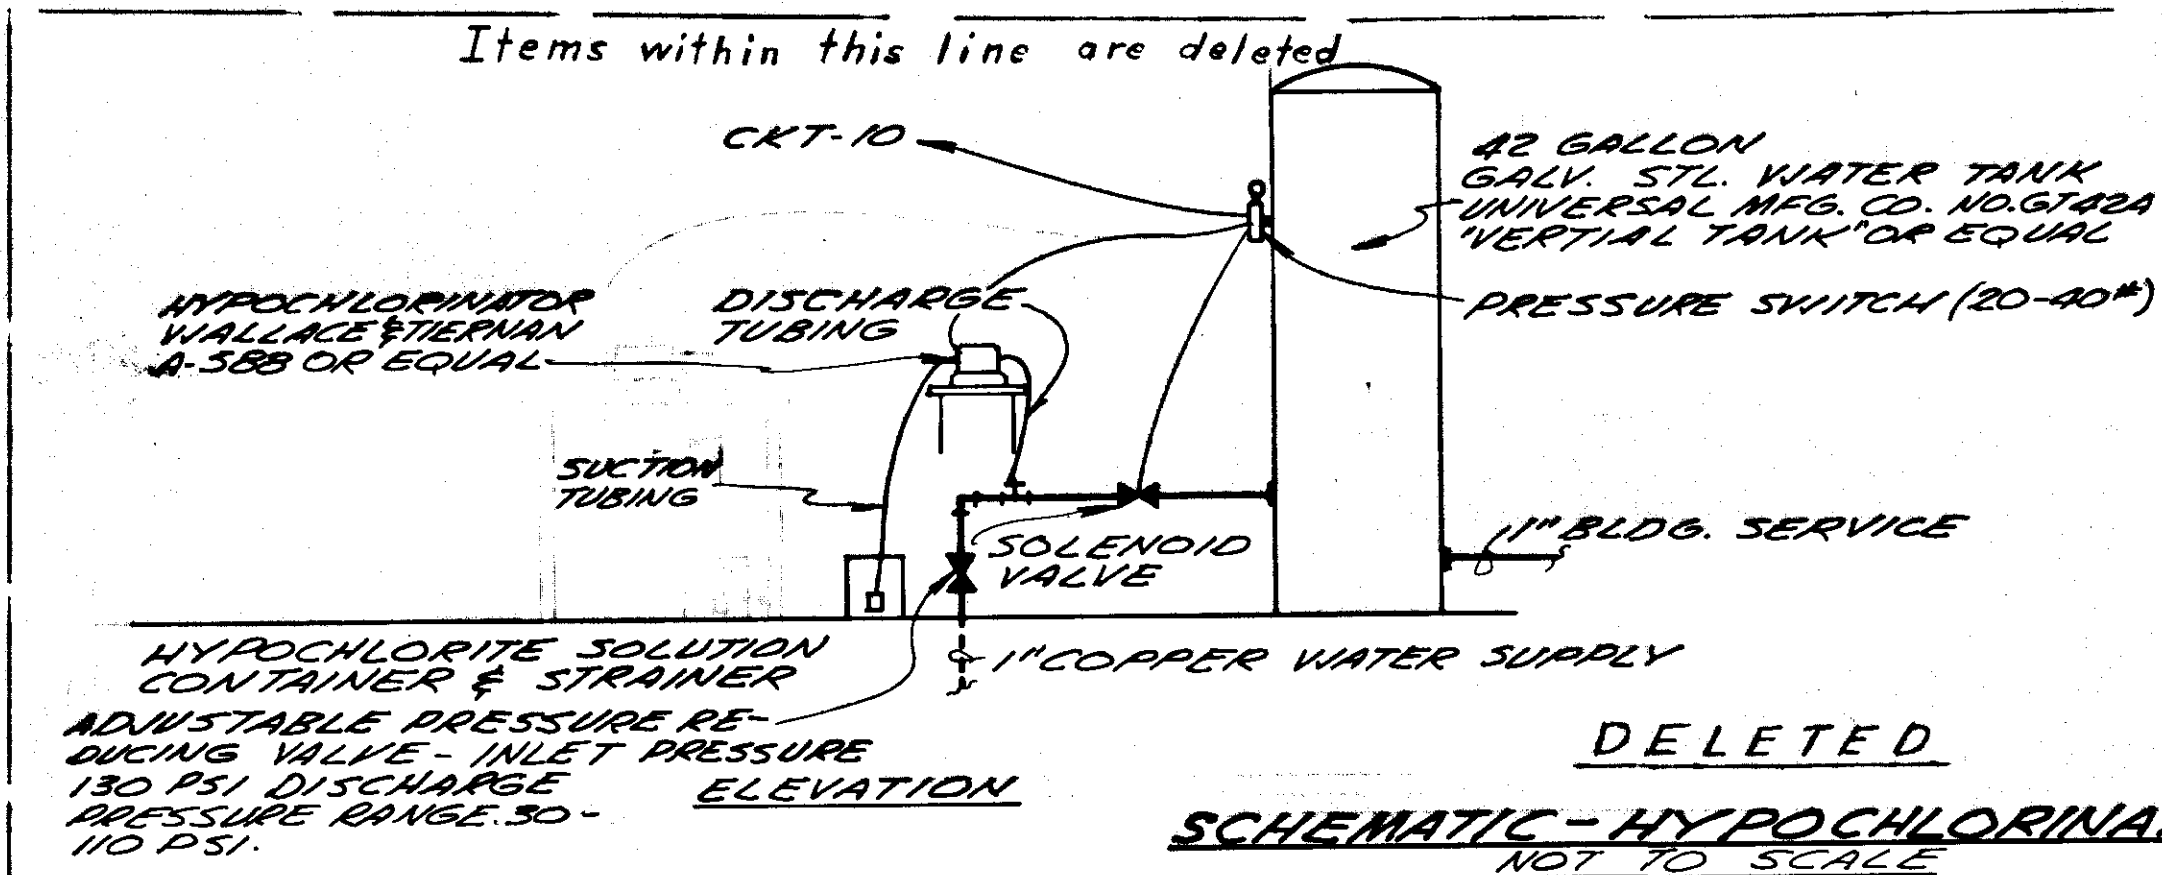 Items within this line are deleted
CKT-10
42 GALLON
GALV. STL. WATER TANK
UNIVERSAL MFG. CO. NO. GT42A
"VERTIAL TANK" OR EQUAL
PRESSURE SWITCH (20-40#)
HYPOCHLORINATOR
WALLACE & TIERNAN
A-588 OR EQUAL
DISCHARGE
TUBING
SUCTION
TUBING
SOLENOID
VALVE
1" BLDG. SERVICE
HYPOCHLORITE SOLUTION
CONTAINER & STRAINER
1" COPPER WATER SUPPLY
ADJUSTABLE PRESSURE RE-
DUCING VALVE - INLET PRESSURE
130 PSI DISCHARGE
PRESSURE RANGE. 30-
110 PSI.
ELEVATION
DELETED
SCHEMATIC - HYPOCHLORINA
NOT TO SCALE